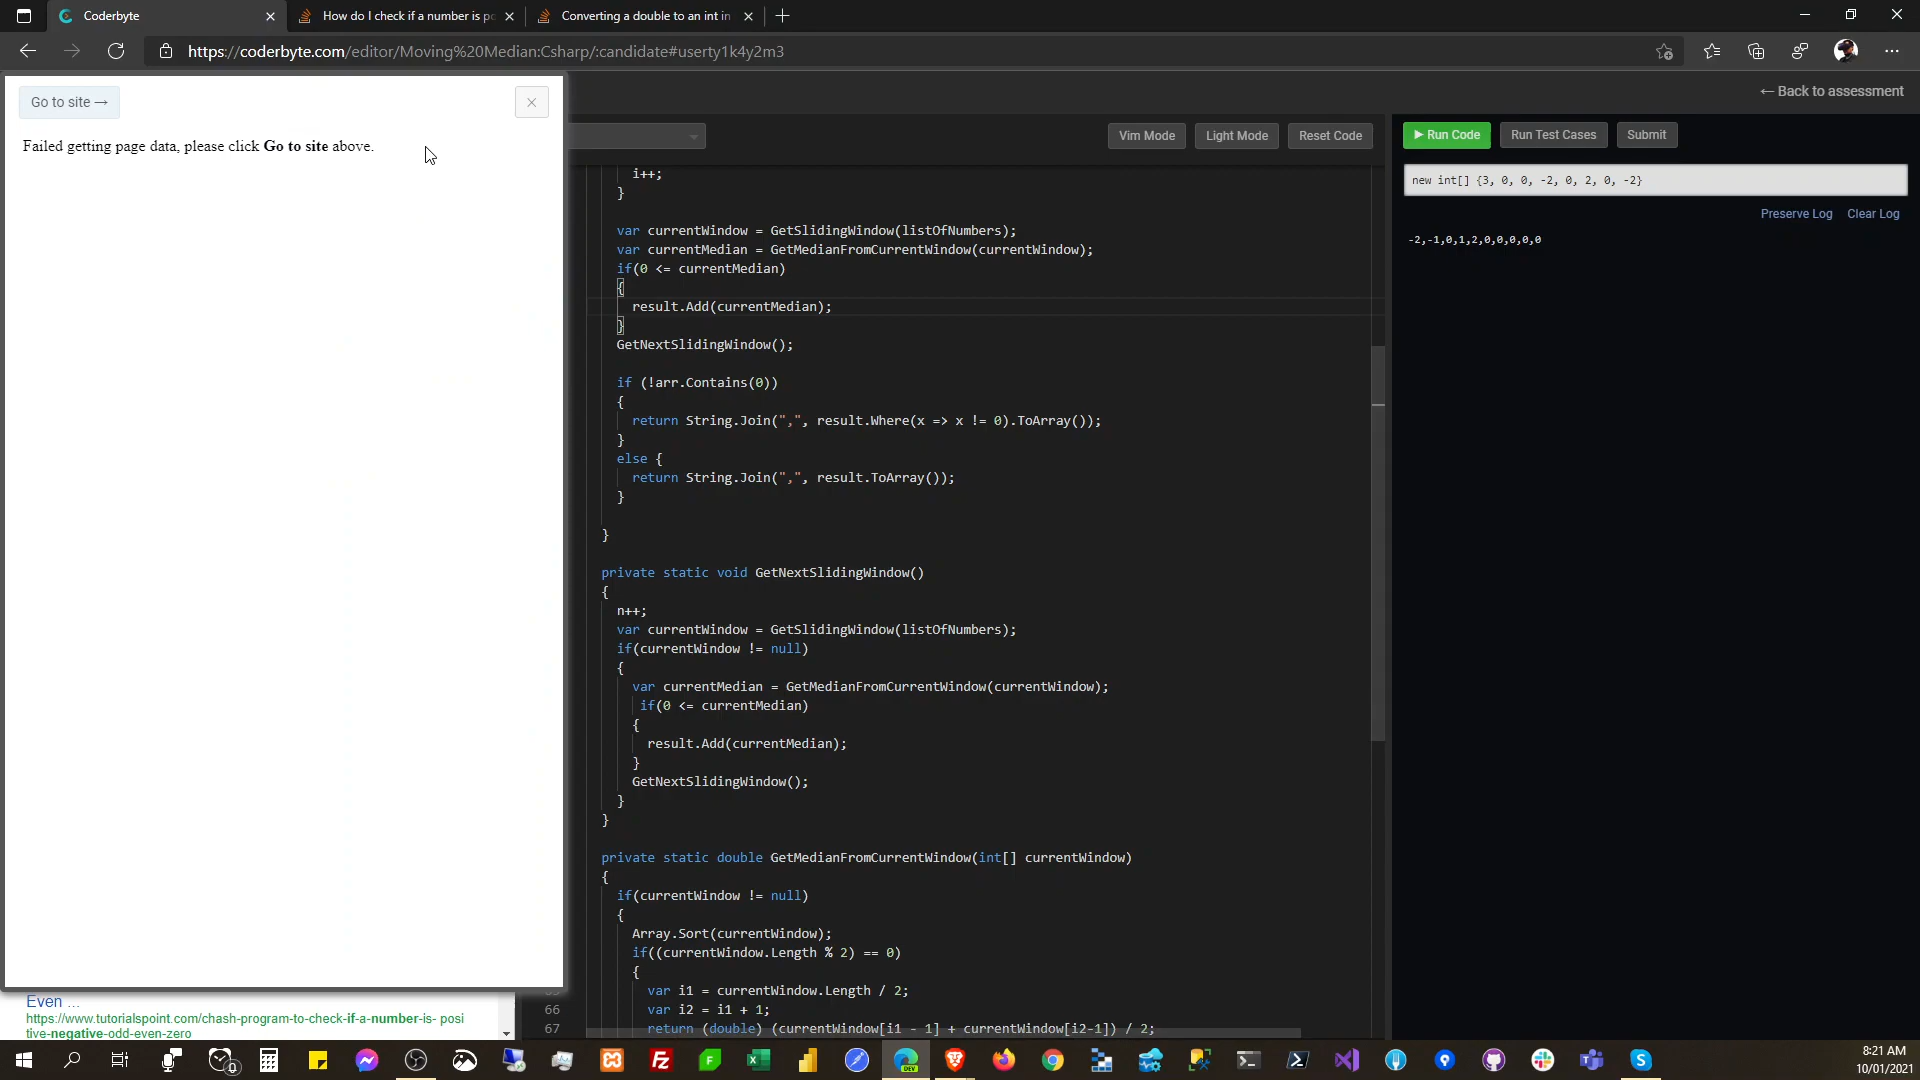 Coderbyte
How do I check if a number is po
Converting a double to an int in
https://coderbyte.com/editor/Moving%20Median:Csharp/:candidate#userty1k4y2m3
← Back to assessment
Go to site →
Failed getting page data, please click Go to site above.
Even ...
https://www.tutorialspoint.com/chash-program-to-check-if-a-number-is- posi
tive-negative-odd-even-zero
Vim Mode
Light Mode
Reset Code
i++;
}
var currentWindow = GetSlidingWindow(listOfNumbers);
var currentMedian = GetMedianFromCurrentWindow(currentWindow);
if(0 <= currentMedian)
{
result.Add(currentMedian);
}
GetNextSlidingWindow();
if (!arr.Contains(0))
{
return String.Join(",", result.Where(x => x != 0).ToArray());
}
else {
return String.Join(",", result.ToArray());
}
}
private static void GetNextSlidingWindow()
{
n++;
var currentWindow = GetSlidingWindow(listOfNumbers);
if(currentWindow != null)
{
var currentMedian = GetMedianFromCurrentWindow(currentWindow);
if(0 <= currentMedian)
{
result.Add(currentMedian);
}
GetNextSlidingWindow();
}
}
private static double GetMedianFromCurrentWindow(int[] currentWindow)
{
if(currentWindow != null)
{
Array.Sort(currentWindow);
if((currentWindow.Length % 2) == 0)
{
var i1 = currentWindow.Length / 2;
66 var i2 = i1 + 1;
67 return (double) (currentWindow[i1 - 1] + currentWindow[i2-1]) / 2;
Run Code
Run Test Cases
Submit
new int[] {3, 0, 0, -2, 0, 2, 0, -2}
Preserve Log
Clear Log
-2,-1,0,1,2,0,0,0,0,0
8:21 AM
10/01/2021